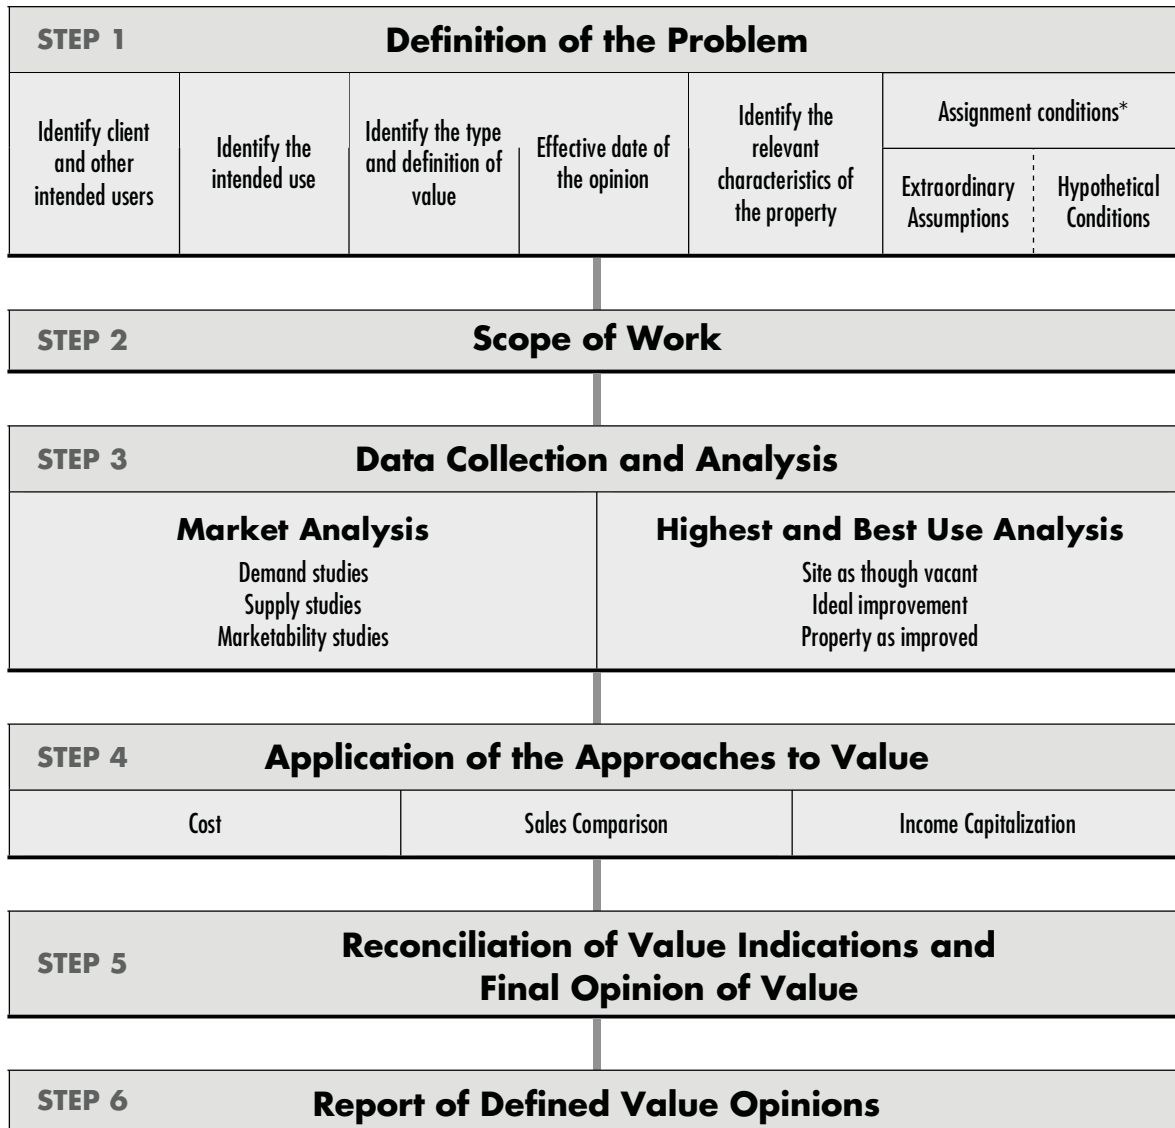 STEP 1
Definition of the Problem
Identify client
and other
intended users
Identify the
intended use
Identify the type
and definition of
value
Effective date of
the opinion
Identify the
relevant
characteristics of
the property
Assignment conditions*
Extraordinary
Assumptions
Hypothetical
Conditions
STEP 2
Scope of Work
STEP 3
Data Collection and Analysis
Market Analysis
Demand studies
Supply studies
Marketability studies
Highest and Best Use Analysis
Site as though vacant
Ideal improvement
Property as improved
STEP 4
Application of the Approaches to Value
Cost
Sales Comparison
Income Capitalization
STEP 5
Reconciliation of Value Indications and
Final Opinion of Value
STEP 6
Report of Defined Value Opinions